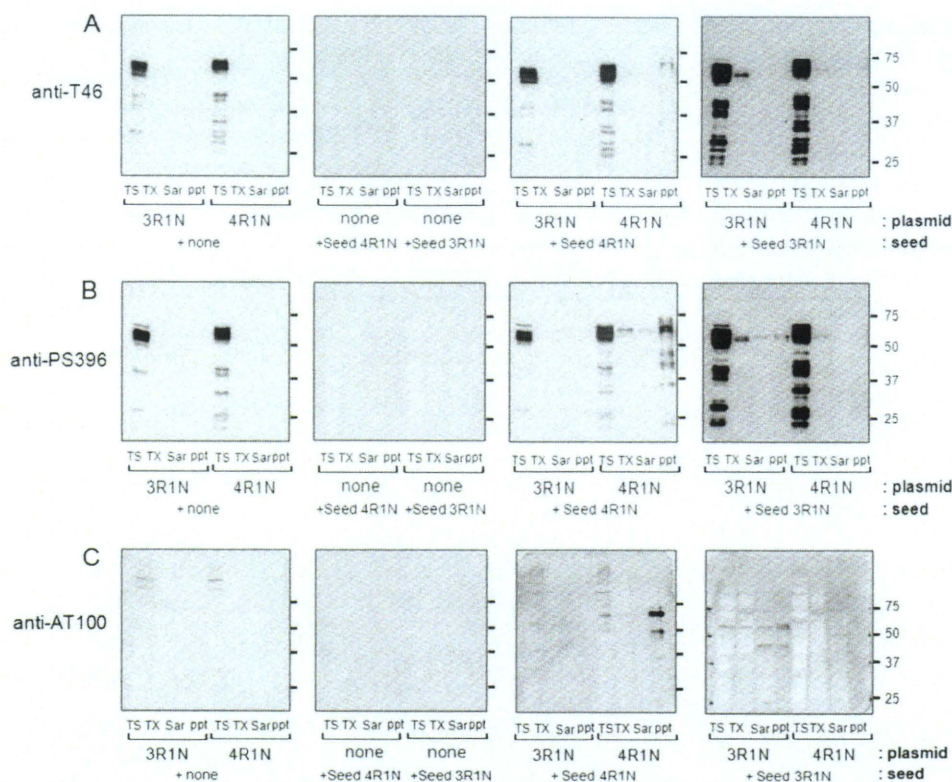 A
anti-T46
75
50
37
25
TS TX Sar ppt TS TX Sar ppt
TS TX Sar ppt TS TX Sar ppt
TS TX Sar ppt TS TX Sar ppt
TS TX Sar ppt TS TX Sar ppt
3R1N 4R1N none none 3R1N 4R1N 3R1N 4R1N : plasmid
+ none +Seed 4R1N +Seed 3R1N + Seed 4R1N + Seed 3R1N : seed
B
anti-PS396
75
50
37
25
TS TX Sar ppt TS TX Sar ppt
TS TX Sar ppt TS TX Sar ppt
TS TX Sar ppt TS TX Sar ppt
TS TX Sar ppt TS TX Sar ppt
3R1N 4R1N none none 3R1N 4R1N 3R1N 4R1N : plasmid
+ none +Seed 4R1N +Seed 3R1N + Seed 4R1N + Seed 3R1N : seed
C
anti-AT100
75
50
37
25
TS TX Sar ppt TS TX Sar ppt
TS TX Sar ppt TS TX Sar ppt
TS TX Sar ppt TS TX Sar ppt
TS TX Sar ppt TS TX Sar ppt
3R1N 4R1N none none 3R1N 4R1N 3R1N 4R1N : plasmid
+ none +Seed 4R1N +Seed 3R1N + Seed 4R1N + Seed 3R1N : seed